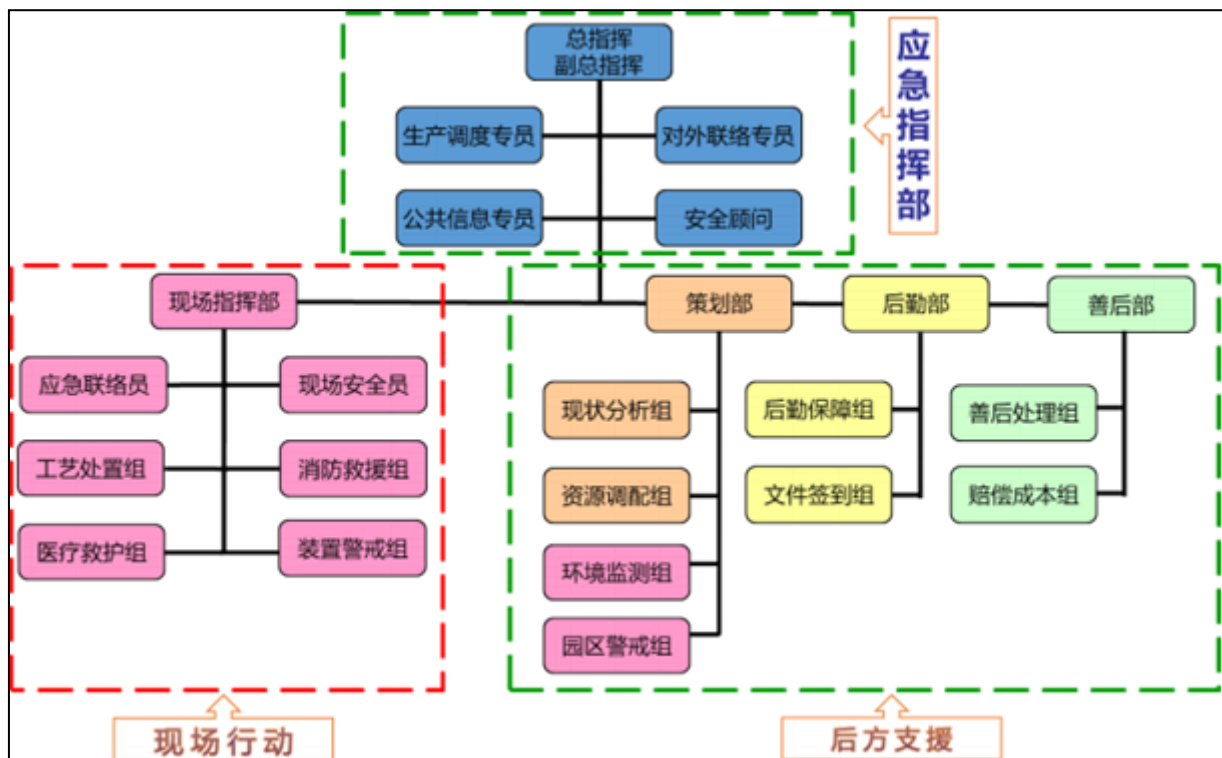 总指挥
副总指挥
应急指挥部
生产调度专员
对外联络专员
公共信息专员
安全顾问
现场指挥部
策划部
后勤部
善后部
应急联络员
现场安全员
工艺处置组
消防救援组
医疗救护组
装置警戒组
现状分析组
后勤保障组
善后处理组
资源调配组
文件签到组
赔偿成本组
环境监测组
园区警戒组
现场行动
后方支援